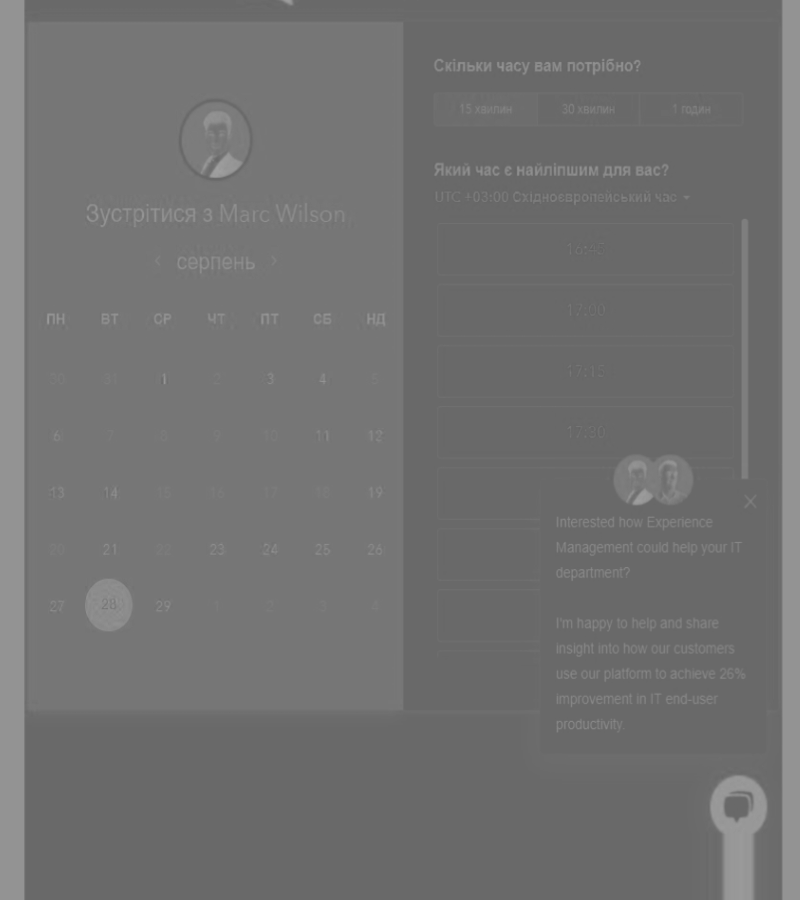 Зустрітися з Marc Wilson
‹ серпень ›
ПН ВТ СР ЧТ ПТ СБ НД
30 31 1 2 3 4 5
6 7 8 9 10 11 12
13 14 15 16 17 18 19
20 21 22 23 24 25 26
27 28 29 1 2 3 4
Скільки часу вам потрібно?
15 хвилин 30 хвилин 1 годин
Який час є найліпшим для вас?
UTC +03:00 Східноєвропейський час
16:45
17:00
17:15
17:30
Interested how Experience
Management could help your IT
department?
I'm happy to help and share
insight into how our customers
use our platform to achieve 26%
improvement in IT end-user
productivity.